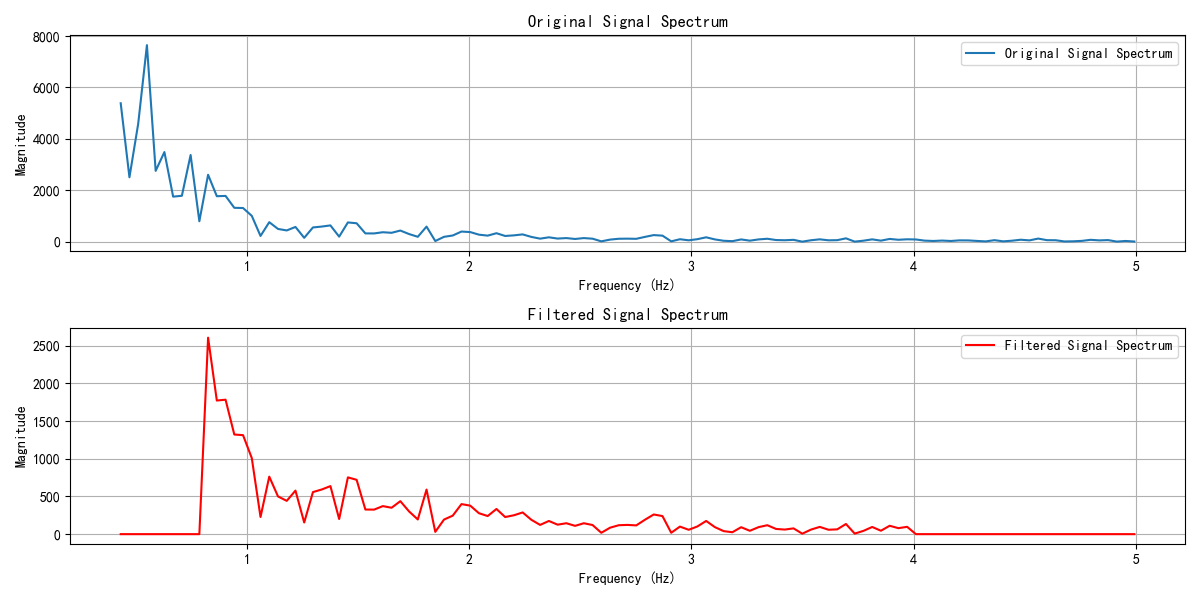 Original Signal Spectrum
Original Signal Spectrum
8000
6000
4000
2000
0
Magnitude
1 2 3 4 5
Frequency (Hz)
Filtered Signal Spectrum
Filtered Signal Spectrum
2500
2000
1500
1000
500
0
Magnitude
1 2 3 4 5
Frequency (Hz)